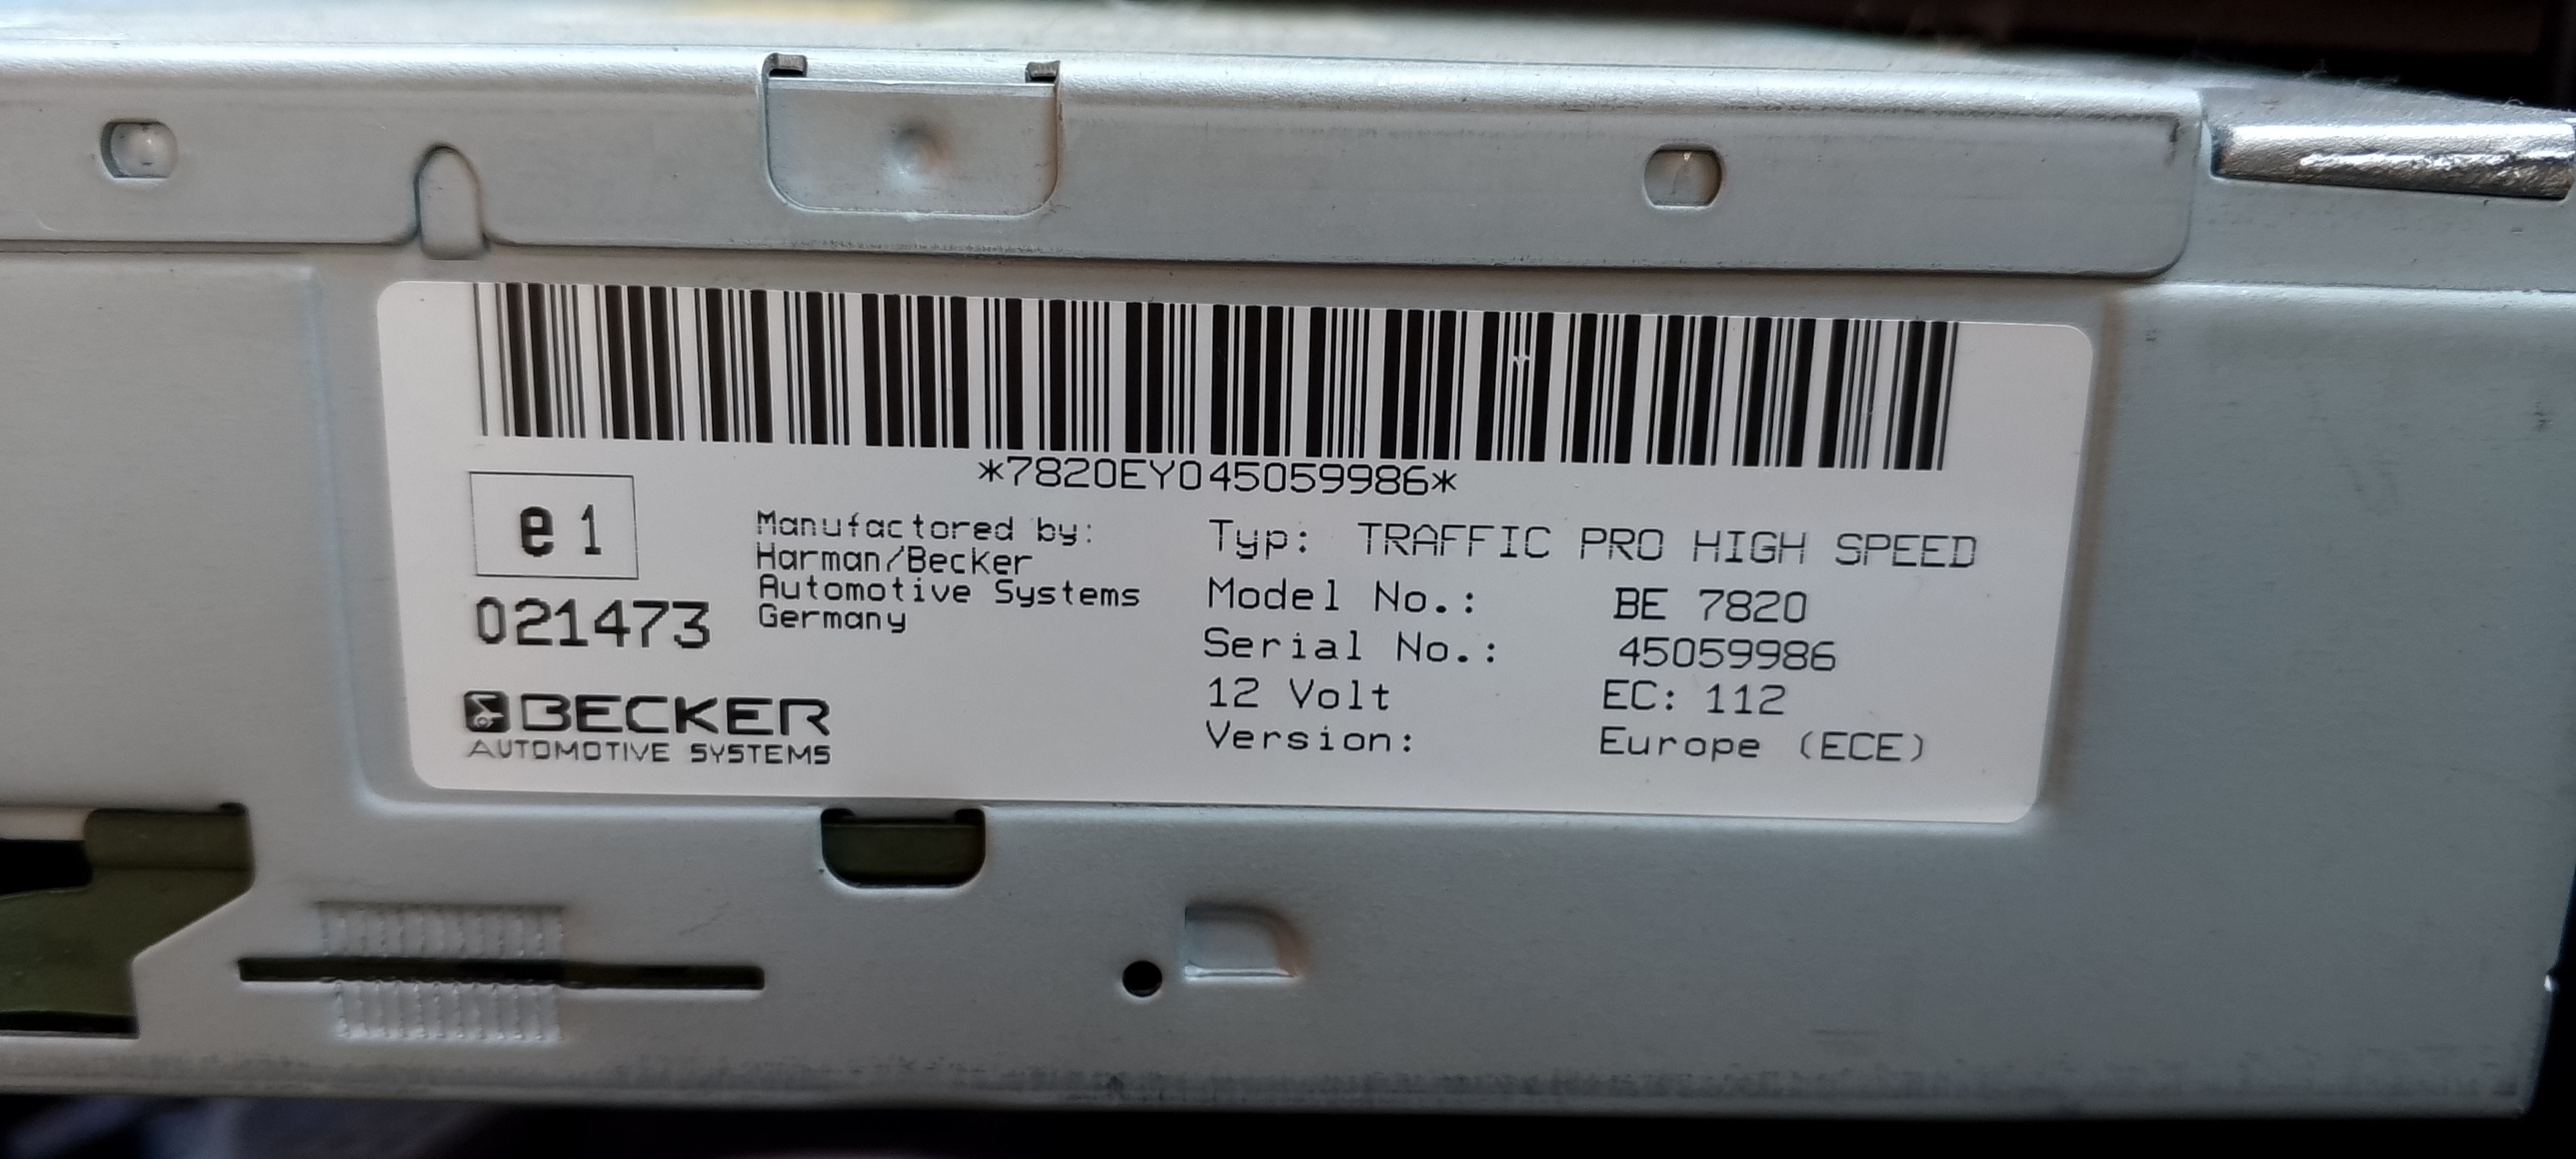 *7820EY045059986*
e1
021473
Manufactored by:
Harman/Becker
Automotive Systems
Germany
BECKER
AUTOMOTIVE SYSTEMS
Typ: TRAFFIC PRO HIGH SPEED
Model No.: BE 7820
Serial No.: 45059986
12 Volt EC: 112
Version: Europe (ECE)